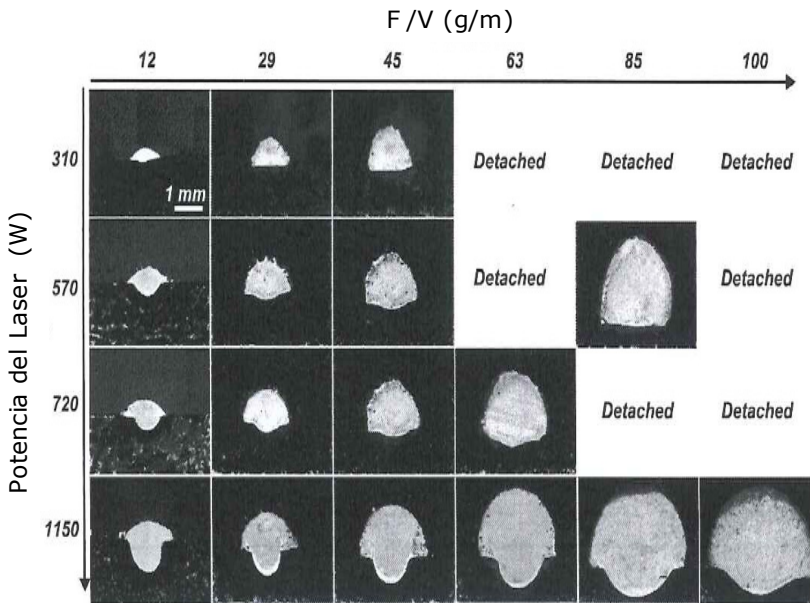 F/V (g/m)
12 29 45 63 85 100
Potencia del Laser (W)
310 Detached Detached Detached
1 mm
570 Detached Detached
720 Detached Detached
1150